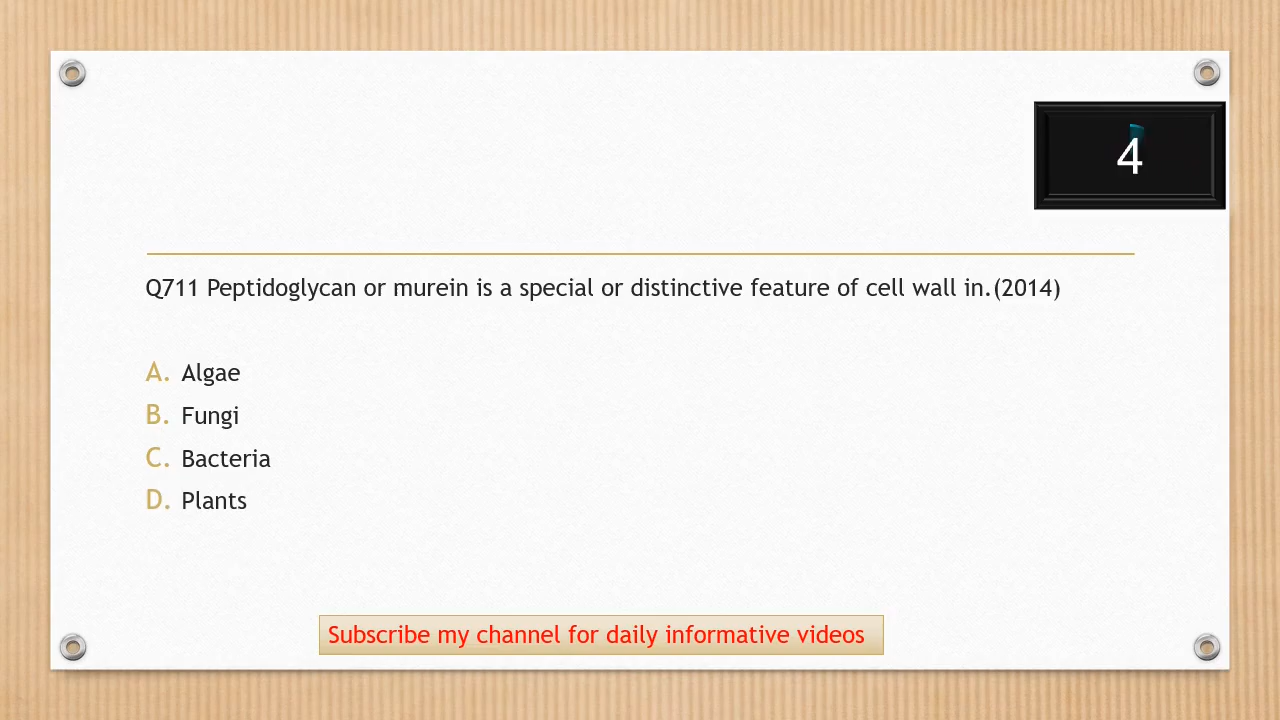 4
Q711 Peptidoglycan or murein is a special or distinctive feature of cell wall in.(2014)
A. Algae
B. Fungi
C. Bacteria
D. Plants
Subscribe my channel for daily informative videos